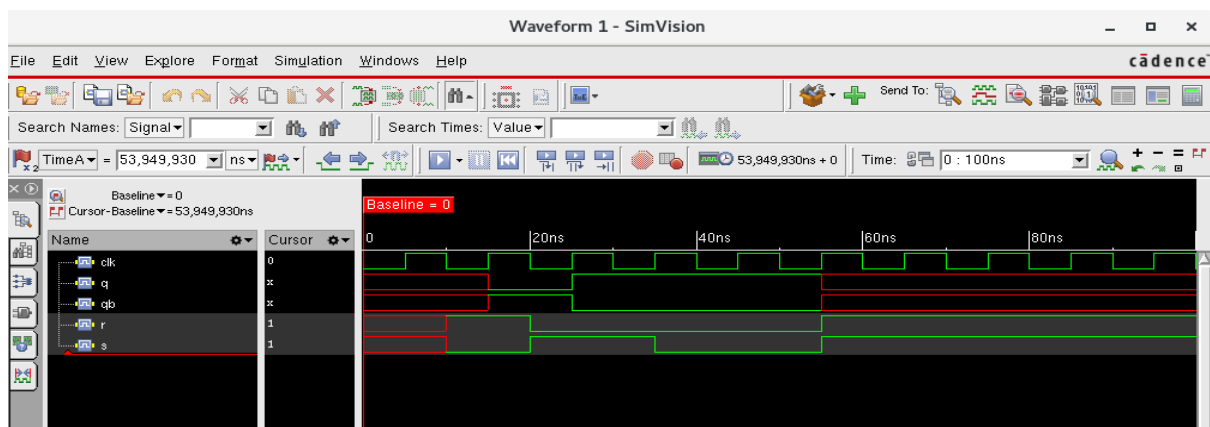 Waveform 1 - SimVision
File Edit View Explore Format Simulation Windows Help cādence
Send To:
Search Names: Signal Search Times: Value
x2 TimeA = 53,949,930 ns 53,949,930ns + 0 Time: 0 : 100ns
Baseline = 0
Cursor-Baseline = 53,949,930ns
Baseline = 0
Name Cursor 0 20ns 40ns 60ns 80ns
clk 0
q x
qb x
r 1
s 1